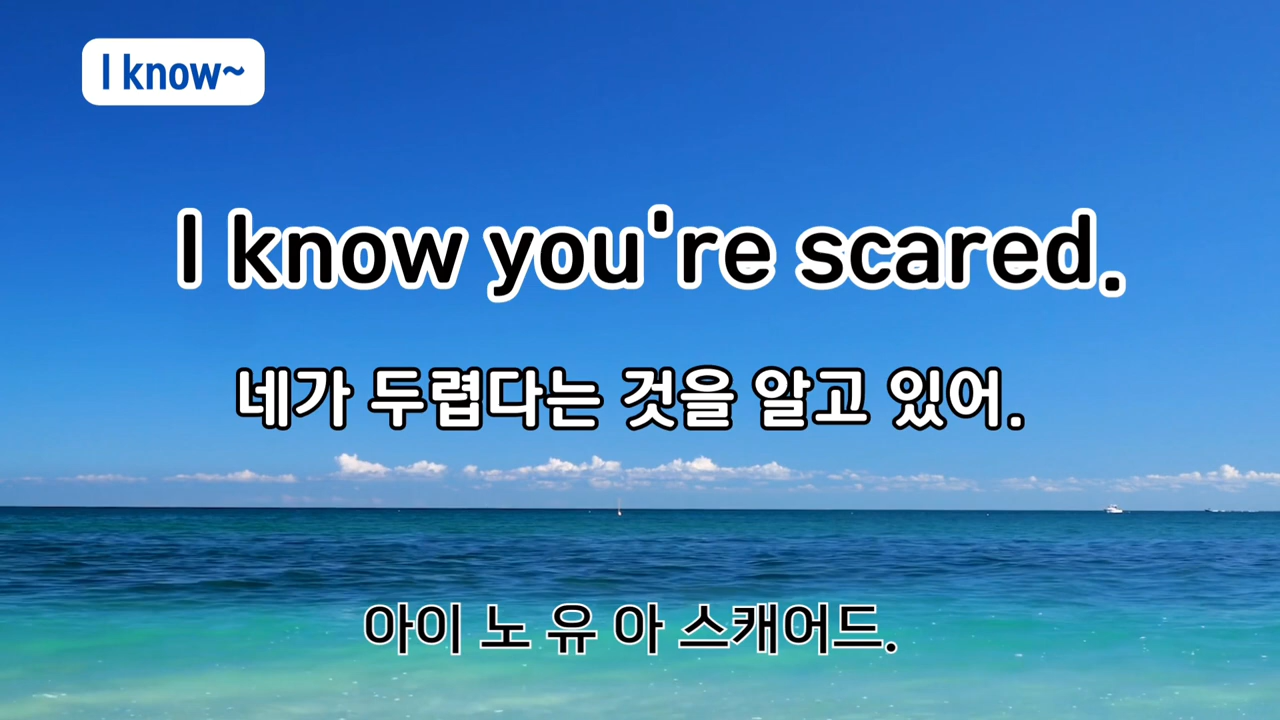 I know~
I know you're scared.
네가 두렵다는 것을 알고 있어.
아이 노 유 아 스캐어드.